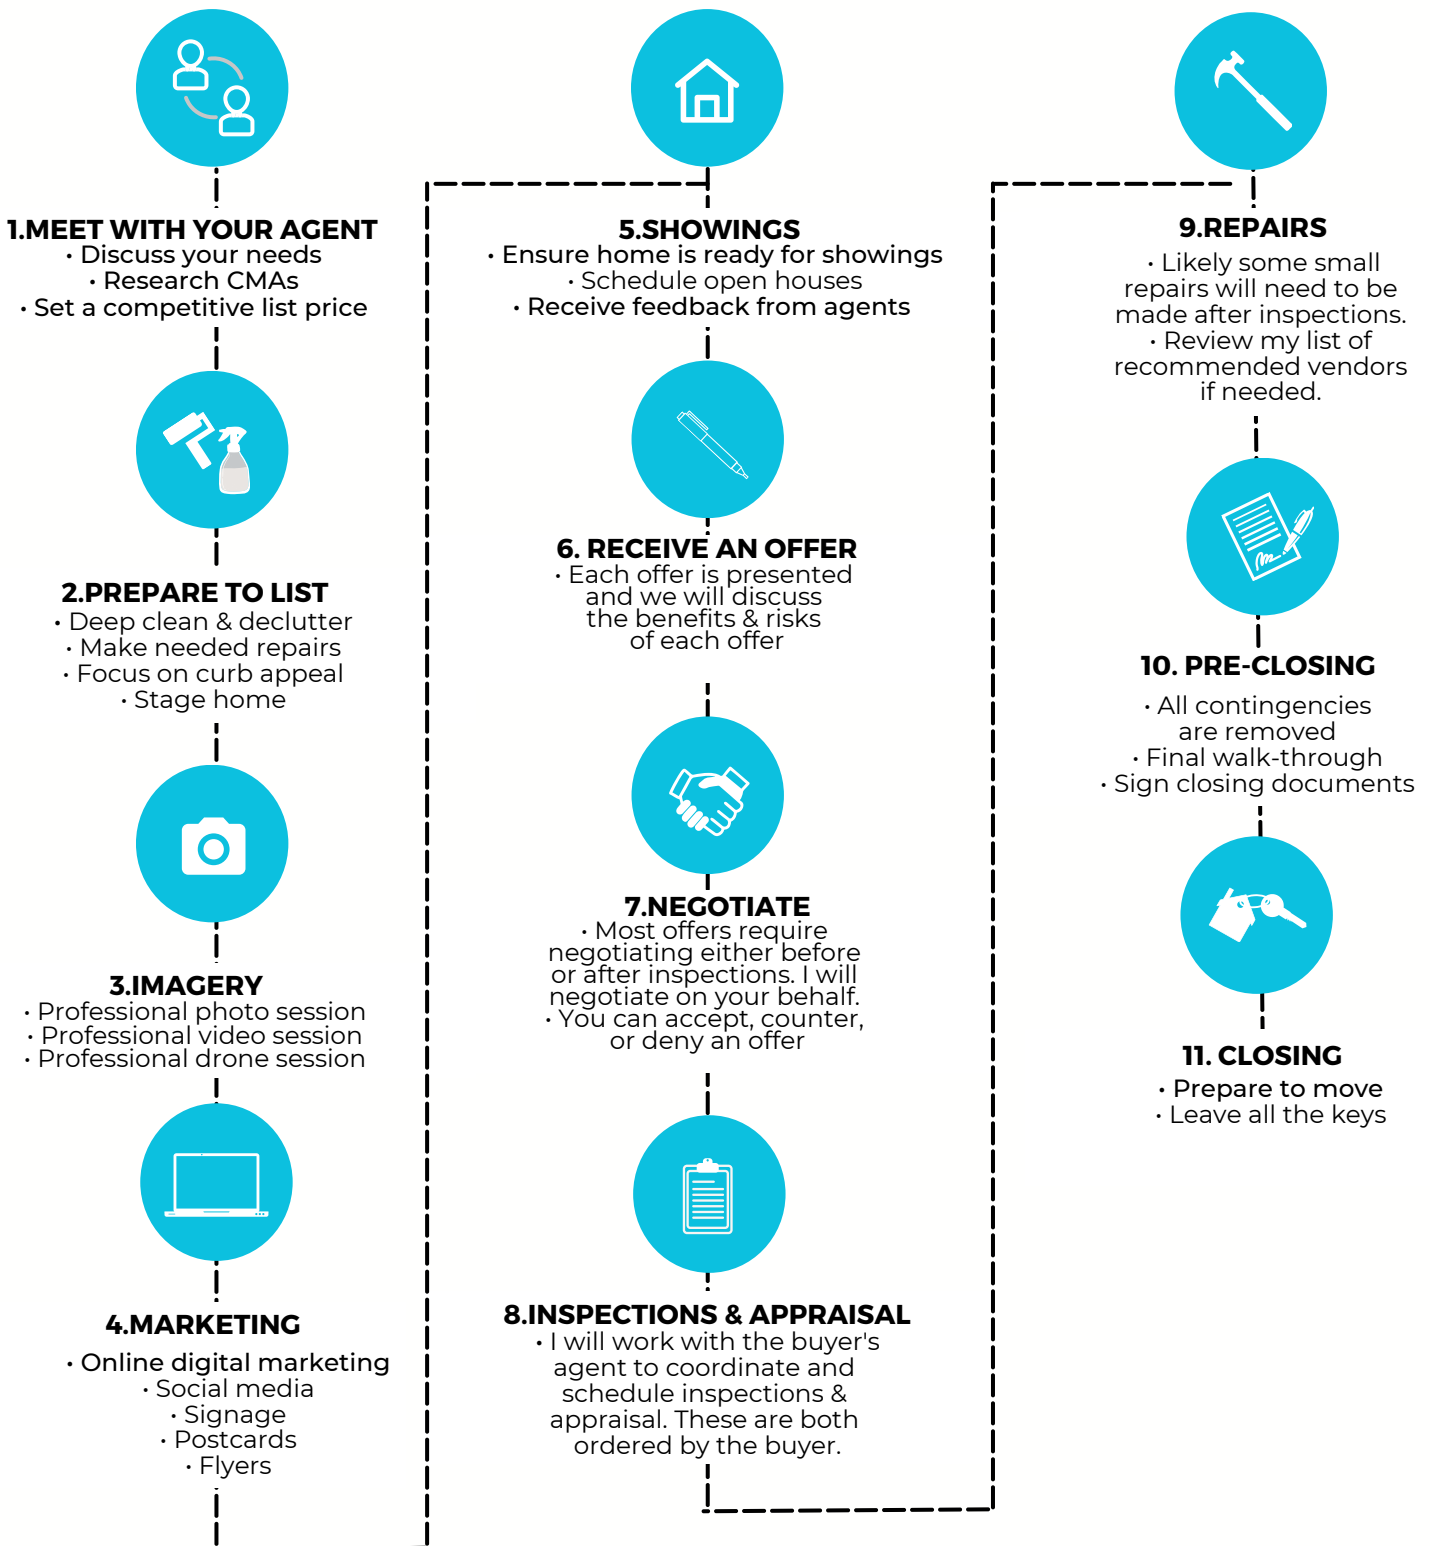 1.MEET WITH YOUR AGENT
• Discuss your needs
• Research CMAs
• Set a competitive list price
2.PREPARE TO LIST
• Deep clean & declutter
• Make needed repairs
• Focus on curb appeal
• Stage home
3.IMAGERY
• Professional photo session
• Professional video session
• Professional drone session
4.MARKETING
• Online digital marketing
• Social media
• Signage
• Postcards
• Flyers
5.SHOWINGS
• Ensure home is ready for showings
• Schedule open houses
• Receive feedback from agents
6. RECEIVE AN OFFER
• Each offer is presented
and we will discuss
the benefits & risks
of each offer
7.NEGOTIATE
• Most offers require
negotiating either before
or after inspections. I will
negotiate on your behalf.
• You can accept, counter,
or deny an offer
8.INSPECTIONS & APPRAISAL
• I will work with the buyer's
agent to coordinate and
schedule inspections &
appraisal. These are both
ordered by the buyer.
9.REPAIRS
• Likely some small
repairs will need to be
made after inspections.
• Review my list of
recommended vendors
if needed.
10. PRE-CLOSING
• All contingencies
are removed
• Final walk-through
• Sign closing documents
11. CLOSING
• Prepare to move
• Leave all the keys